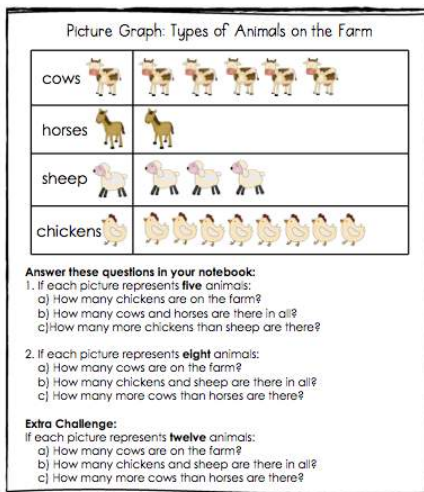 Picture Graph: Types of Animals on the Farm
cows
horses
sheep
chickens
Answer these questions in your notebook:
1. If each picture represents five animals:
a) How many chickens are on the farm?
b) How many cows and horses are there in all?
c)How many more chickens than sheep are there?
2. If each picture represents eight animals:
a) How many cows are on the farm?
b) How many chickens and sheep are there in all?
c) How many more cows than horses are there?
Extra Challenge:
If each picture represents twelve animals:
a) How many cows are on the farm?
b) How many chickens and sheep are there in all?
c) How many more cows than horses are there?